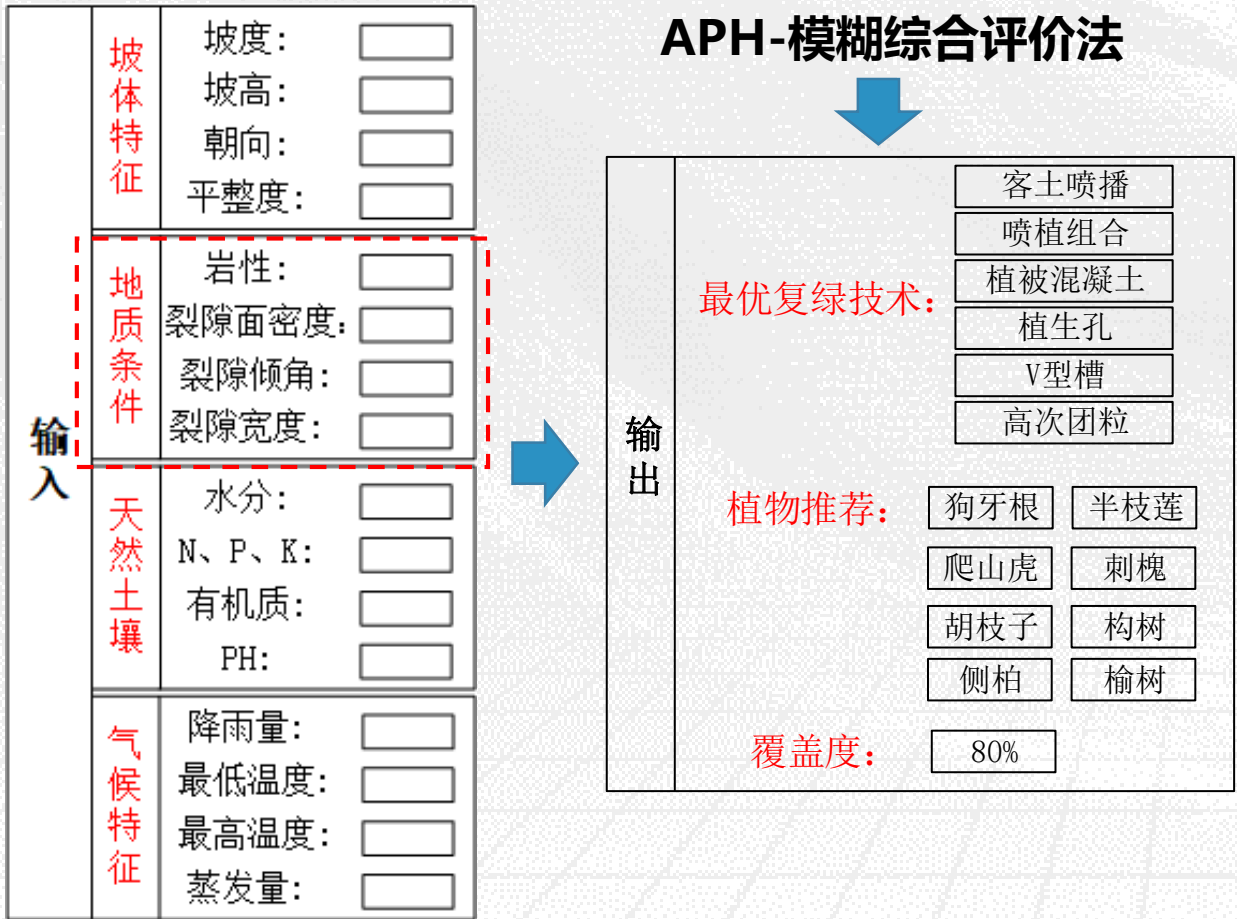 APH-模糊综合评价法
输入
坡体特征
坡度:
坡高:
朝向:
平整度:
地质条件
岩性:
裂隙面密度:
裂隙倾角:
裂隙宽度:
天然土壤
水分:
N、P、K:
有机质:
PH:
气候特征
降雨量:
最低温度:
最高温度:
蒸发量:
输出
最优复绿技术:
客土喷播
喷植组合
植被混凝土
植生孔
V型槽
高次团粒
植物推荐:
狗牙根 半枝莲
爬山虎 刺槐
胡枝子 构树
侧柏 榆树
覆盖度: 80%